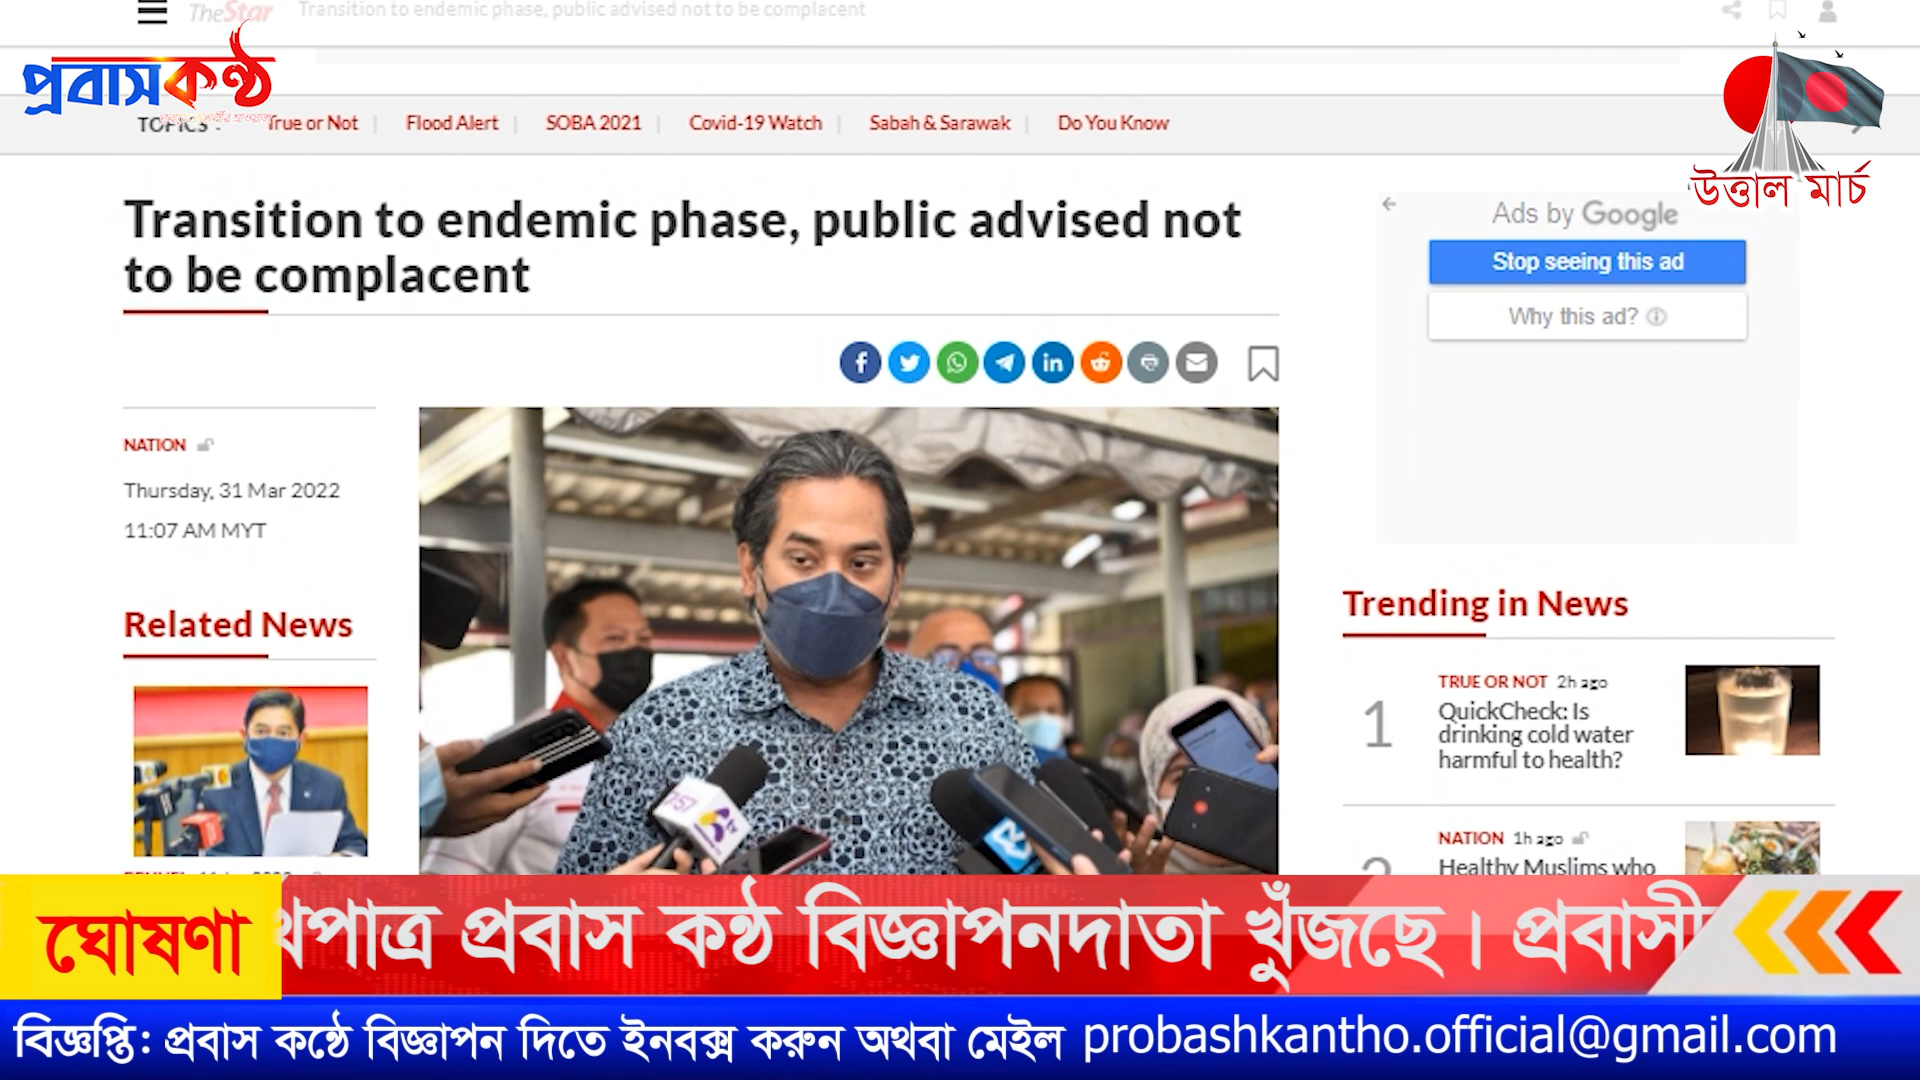 TheStar Transition to endemic phase, public advised not to be complacent
প্রবাস কণ্ঠ
TOPICS : True or Not | Flood Alert | SOBA 2021 | Covid-19 Watch | Sabah & Sarawak | Do You Know
উত্তাল মার্চ
Transition to endemic phase, public advised not
to be complacent
Ads by Google
Stop seeing this ad
Why this ad?
NATION
Thursday, 31 Mar 2022
11:07 AM MYT
Related News
Trending in News
1
TRUE OR NOT 2h ago
QuickCheck: Is
drinking cold water
harmful to health?
NATION 1h ago
Healthy Muslims who
ঘোষণা
প্রবাস কণ্ঠ বিজ্ঞাপনদাতা খুঁজছে।
বিজ্ঞপ্তি: প্রবাস কণ্ঠে বিজ্ঞাপন দিতে ইনবক্স করুন অথবা মেইল probashkantho.official@gmail.com